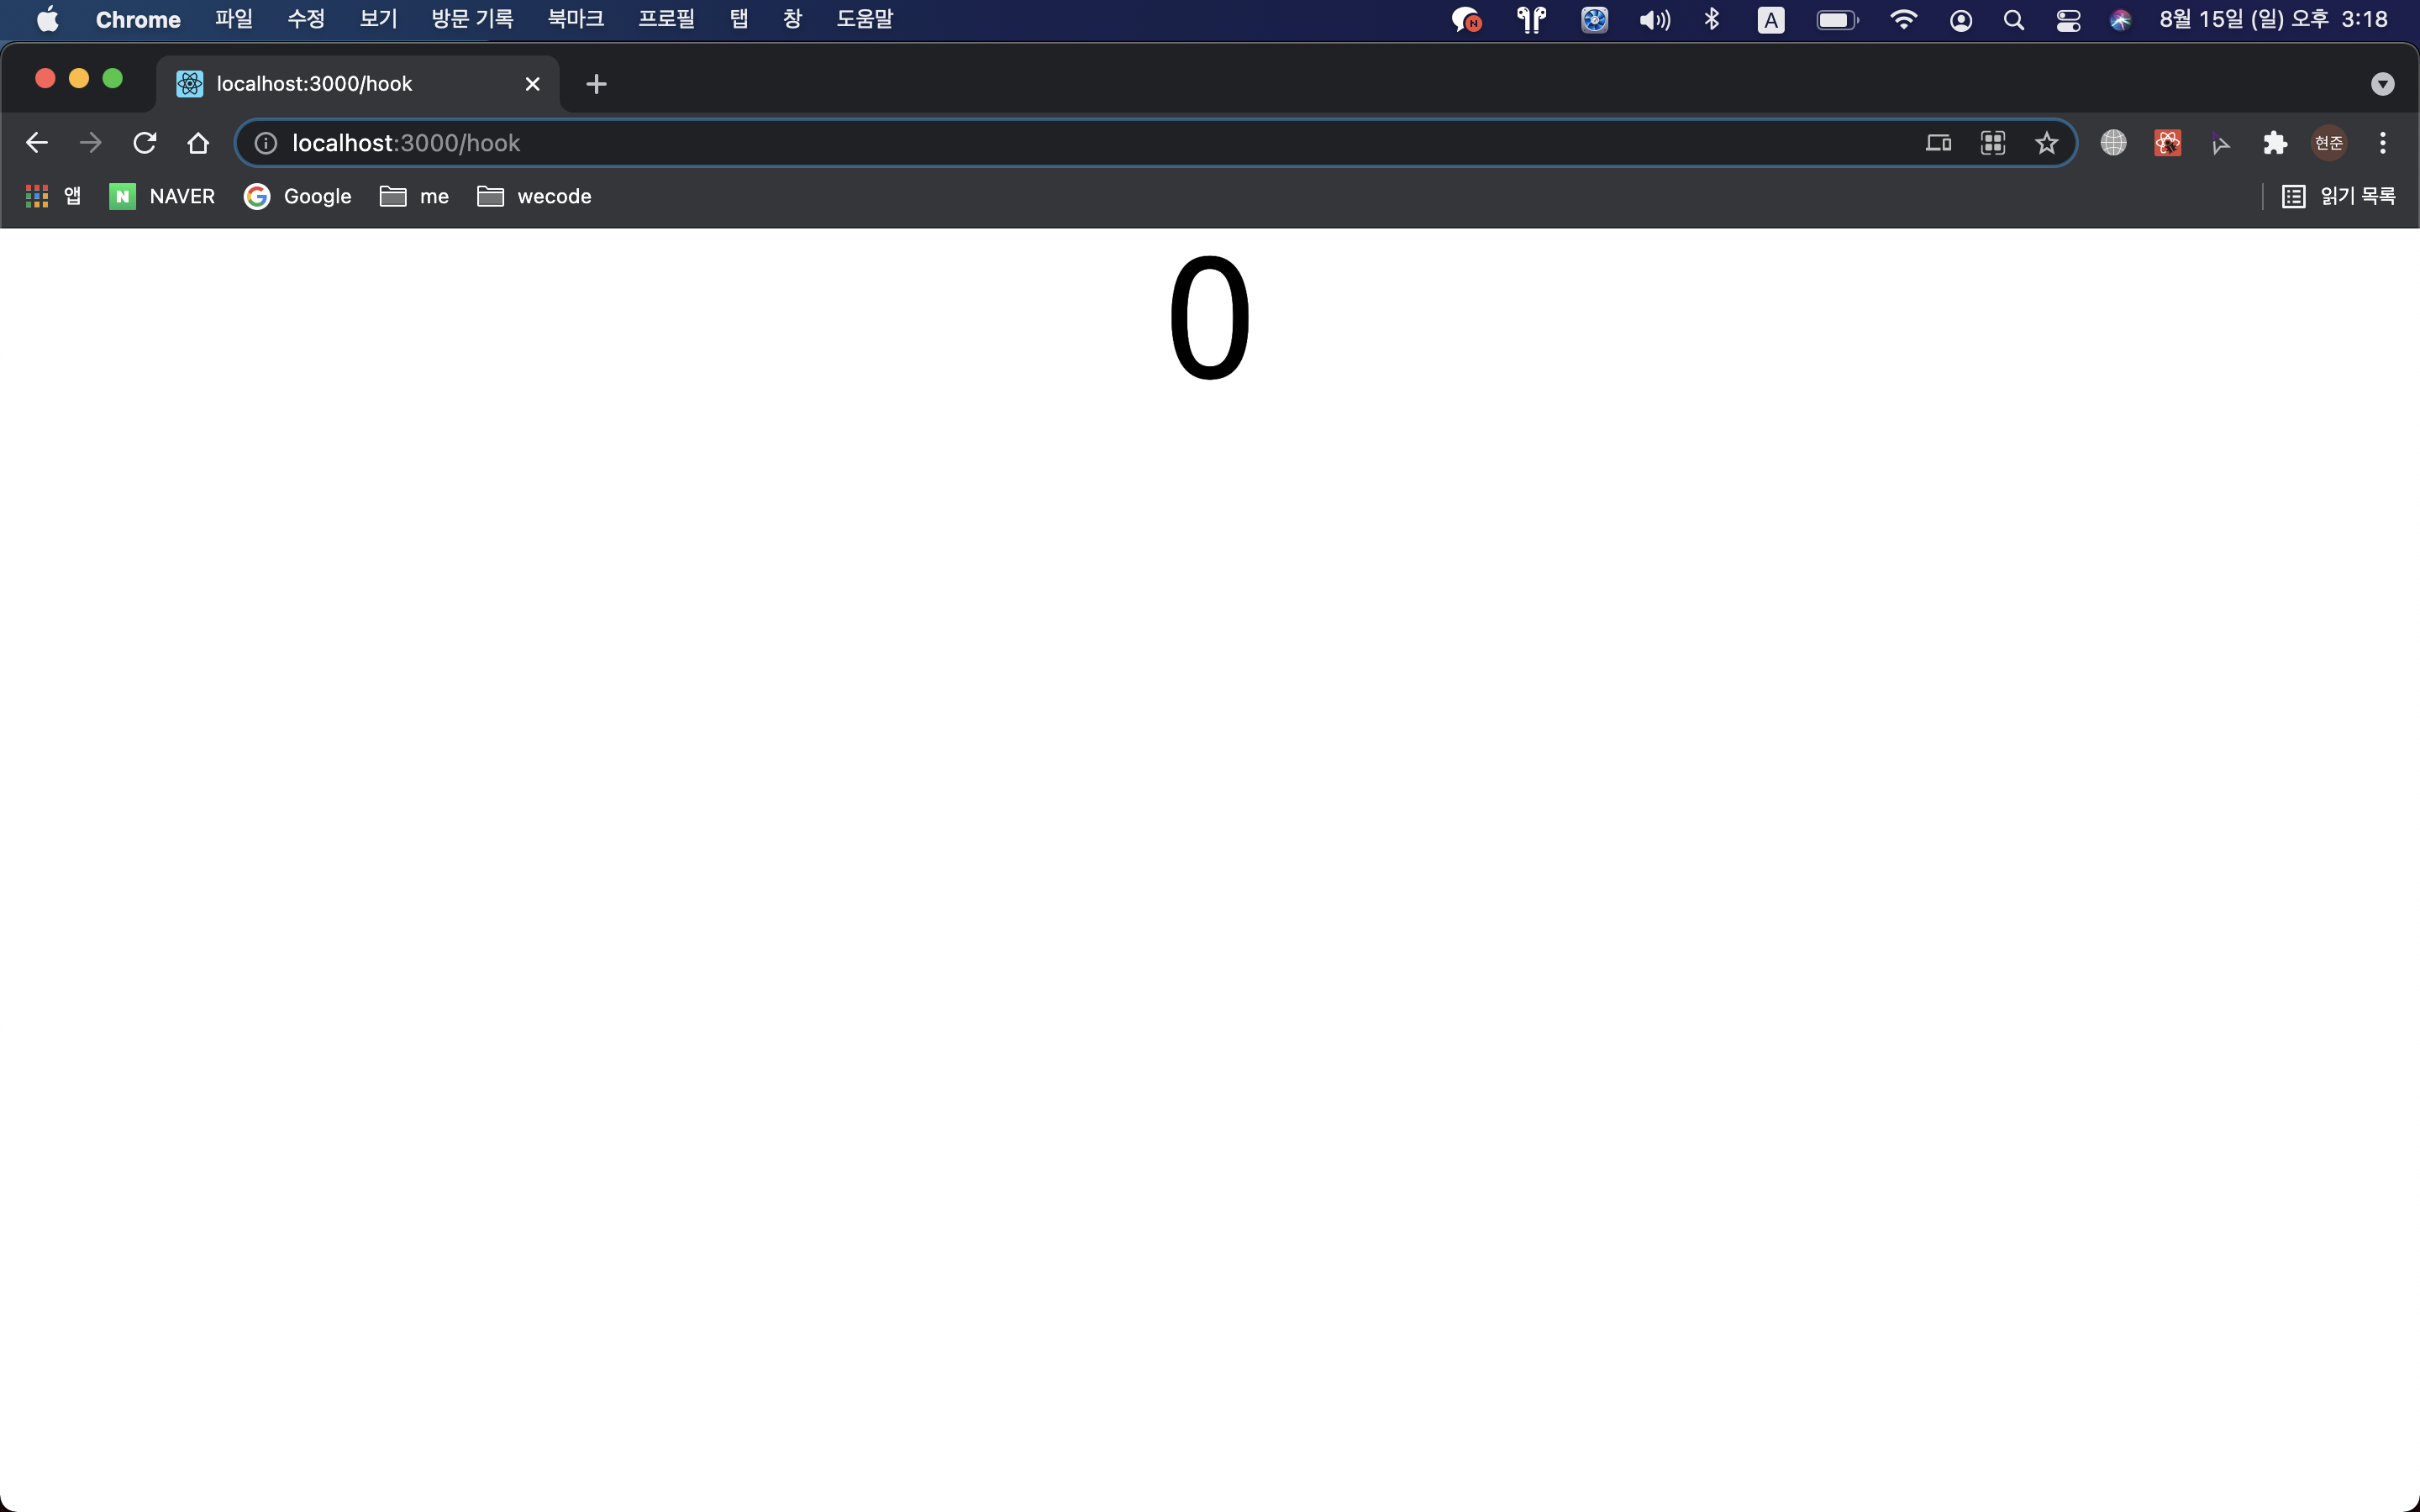 Chrome 파일 수정 보기 방문 기록 북마크 프로필 탭 창 도움말 N A 8월 15일 (일) 오후 3:18
localhost:3000/hook
localhost:3000/hook 현준
앱 N NAVER G Google me wecode 읽기 목록
0